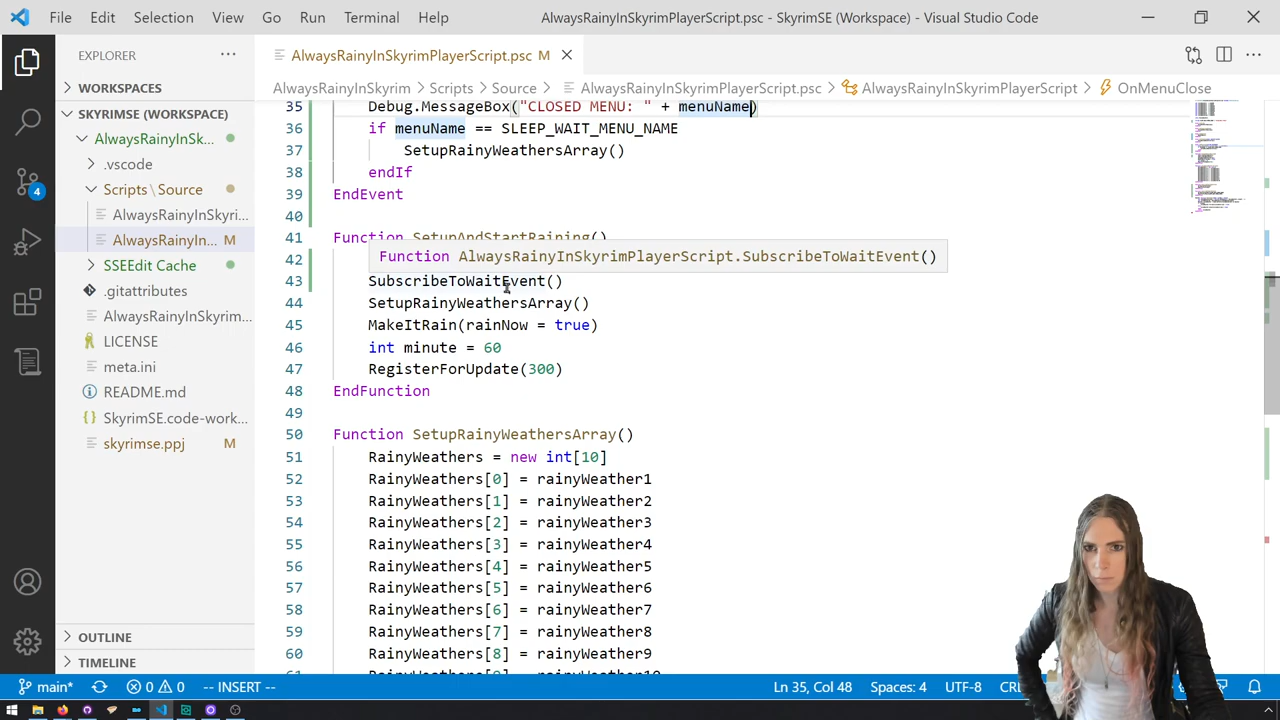 File Edit Selection View Go Run Terminal Help AlwaysRainyInSkyrimPlayerScript.psc - SkyrimSE (Workspace) - Visual Studio Code
EXPLORER ···
WORKSPACES
SKYRIMSE (WORKSPACE)
AlwaysRainyInSk...
.vscode
Scripts \ Source
AlwaysRainyInSkyri...
AlwaysRainyIn... M
SSEEdit Cache
.gitattributes
AlwaysRainyInSkyrim...
LICENSE
meta.ini
README.md
SkyrimSE.code-work...
skyrimse.ppj M
OUTLINE
TIMELINE
4
AlwaysRainyInSkyrimPlayerScript.psc M
AlwaysRainyInSkyrim > Scripts > Source > AlwaysRainyInSkyrimPlayerScript.psc > AlwaysRainyInSkyrimPlayerScript > OnMenuClose
35 Debug.MessageBox("CLOSED MENU: " + menuName)
36 if menuName == SLEEP_WAIT_MENU_NAME
37 SetupRainyWeathersArray()
38 endIf
39 EndEvent
40
41 Function SetupAndStartRaining()
42 Function AlwaysRainyInSkyrimPlayerScript.SubscribeToWaitEvent()
43 SubscribeToWaitEvent()
44 SetupRainyWeathersArray()
45 MakeItRain(rainNow = true)
46 int minute = 60
47 RegisterForUpdate(300)
48 EndFunction
49
50 Function SetupRainyWeathersArray()
51 RainyWeathers = new int[10]
52 RainyWeathers[0] = rainyWeather1
53 RainyWeathers[1] = rainyWeather2
54 RainyWeathers[2] = rainyWeather3
55 RainyWeathers[3] = rainyWeather4
56 RainyWeathers[4] = rainyWeather5
57 RainyWeathers[5] = rainyWeather6
58 RainyWeathers[6] = rainyWeather7
59 RainyWeathers[7] = rainyWeather8
60 RainyWeathers[8] = rainyWeather9
main* 0 0 -- INSERT -- Ln 35, Col 48 Spaces: 4 UTF-8